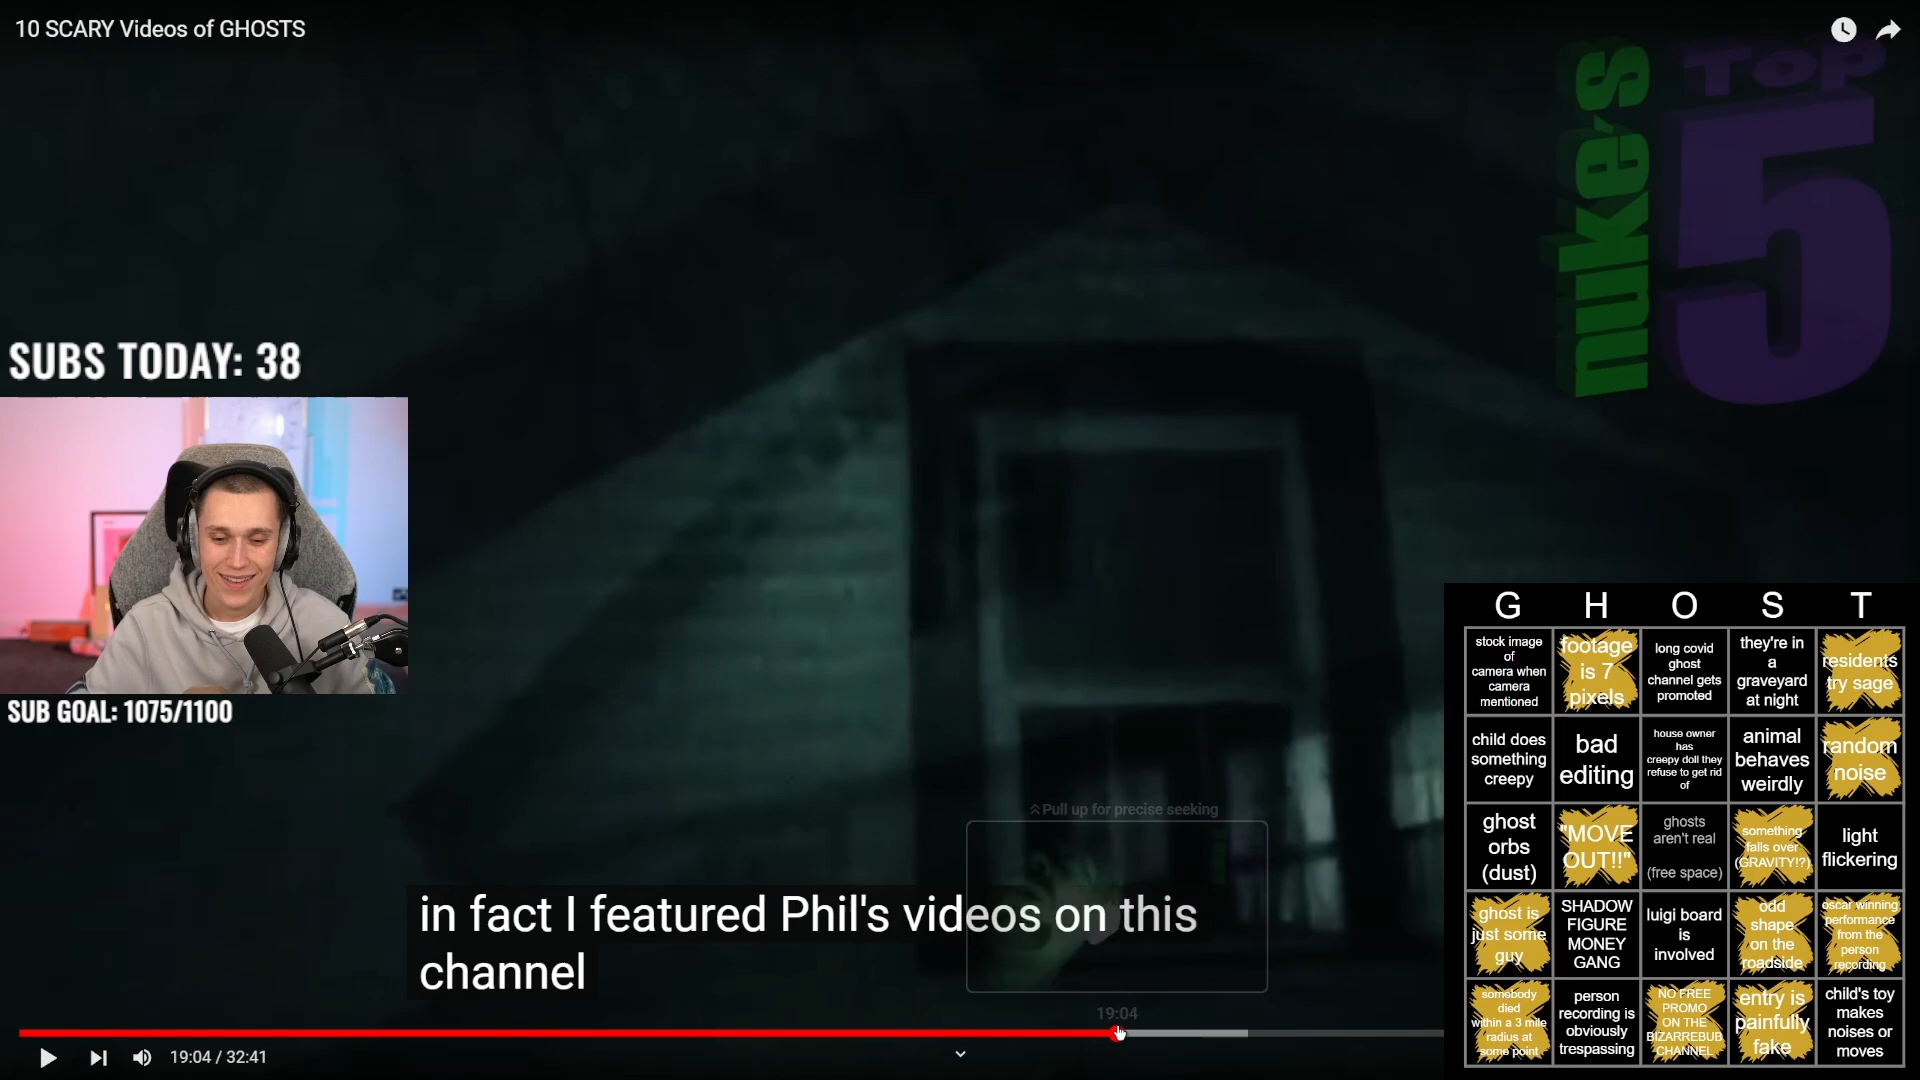 10 SCARY Videos of GHOSTS
nuke's
Top
5
SUBS TODAY: 38
SUB GOAL: 1075/1100
Pull up for precise seeking
in fact I featured Phil's videos on this
channel
19:04
19:04 / 32:41
G H O S T
stock image
of
camera when
camera
mentioned
footage
is 7
pixels
long covid
ghost
channel gets
promoted
they're in
a
graveyard
at night
residents
try sage
child does
something
creepy
bad
editing
house owner
has
creepy doll they
refuse to get rid
of
animal
behaves
weirdly
random
noise
ghost
orbs
(dust)
"MOVE
OUT!!"
ghosts
aren't real
(free space)
something
falls over
(GRAVITY!?)
light
flickering
ghost is
just some
guy
SHADOW
FIGURE
MONEY
GANG
luigi board
is
involved
odd
shape
on the
roadside
oscar winning
performance
from the
person
recording
somebody
died
within a 3 mile
radius at
some point
person
recording is
obviously
trespassing
NO FREE
PROMO
ON THE
BIZARREBUB
CHANNEL
entry is
painfully
fake
child's toy
makes
noises or
moves